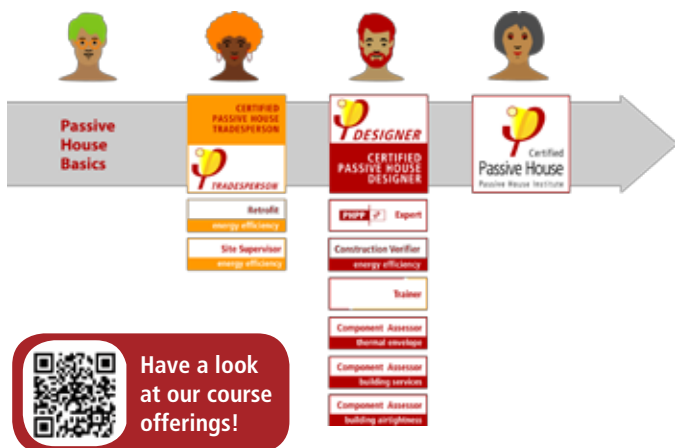 Passive
House
Basics
CERTIFIED
PASSIVE HOUSE
TRADESPERSON
TRADESPERSON
Retrofit
energy efficiency
Site Supervisor
energy efficiency
DESIGNER
CERTIFIED
PASSIVE HOUSE
DESIGNER
PHPP Expert
Construction Verifier
energy efficiency
Trainer
Component Assessor
thermal envelope
Component Assessor
building services
Component Assessor
building airtightness
Certified
Passive House
Passive House Institute
Have a look
at our course
offerings!